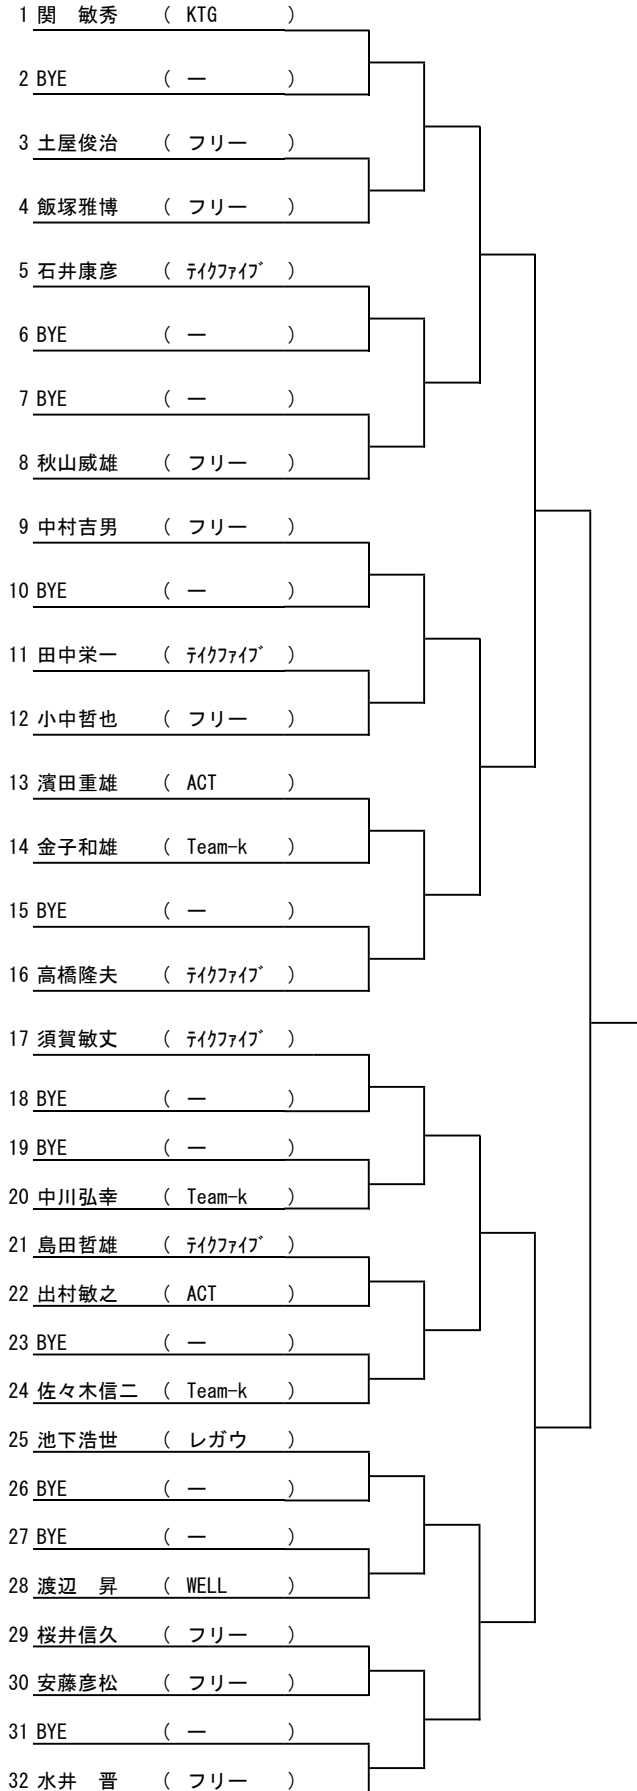 1 関　敏秀 ( KTG )
2 BYE ( ー )
3 土屋俊治 ( フリー )
4 飯塚雅博 ( フリー )
5 石井康彦 ( ﾃｲｸﾌｧｲﾌﾞ )
6 BYE ( ー )
7 BYE ( ー )
8 秋山威雄 ( フリー )
9 中村吉男 ( フリー )
10 BYE ( ー )
11 田中栄一 ( ﾃｲｸﾌｧｲﾌﾞ )
12 小中哲也 ( フリー )
13 濱田重雄 ( ACT )
14 金子和雄 ( Team-k )
15 BYE ( ー )
16 高橋隆夫 ( ﾃｲｸﾌｧｲﾌﾞ )
17 須賀敏丈 ( ﾃｲｸﾌｧｲﾌﾞ )
18 BYE ( ー )
19 BYE ( ー )
20 中川弘幸 ( Team-k )
21 島田哲雄 ( ﾃｲｸﾌｧｲﾌﾞ )
22 出村敏之 ( ACT )
23 BYE ( ー )
24 佐々木信二 ( Team-k )
25 池下浩世 ( レガウ )
26 BYE ( ー )
27 BYE ( ー )
28 渡辺　昇 ( WELL )
29 桜井信久 ( フリー )
30 安藤彦松 ( フリー )
31 BYE ( ー )
32 水井　晋 ( フリー )